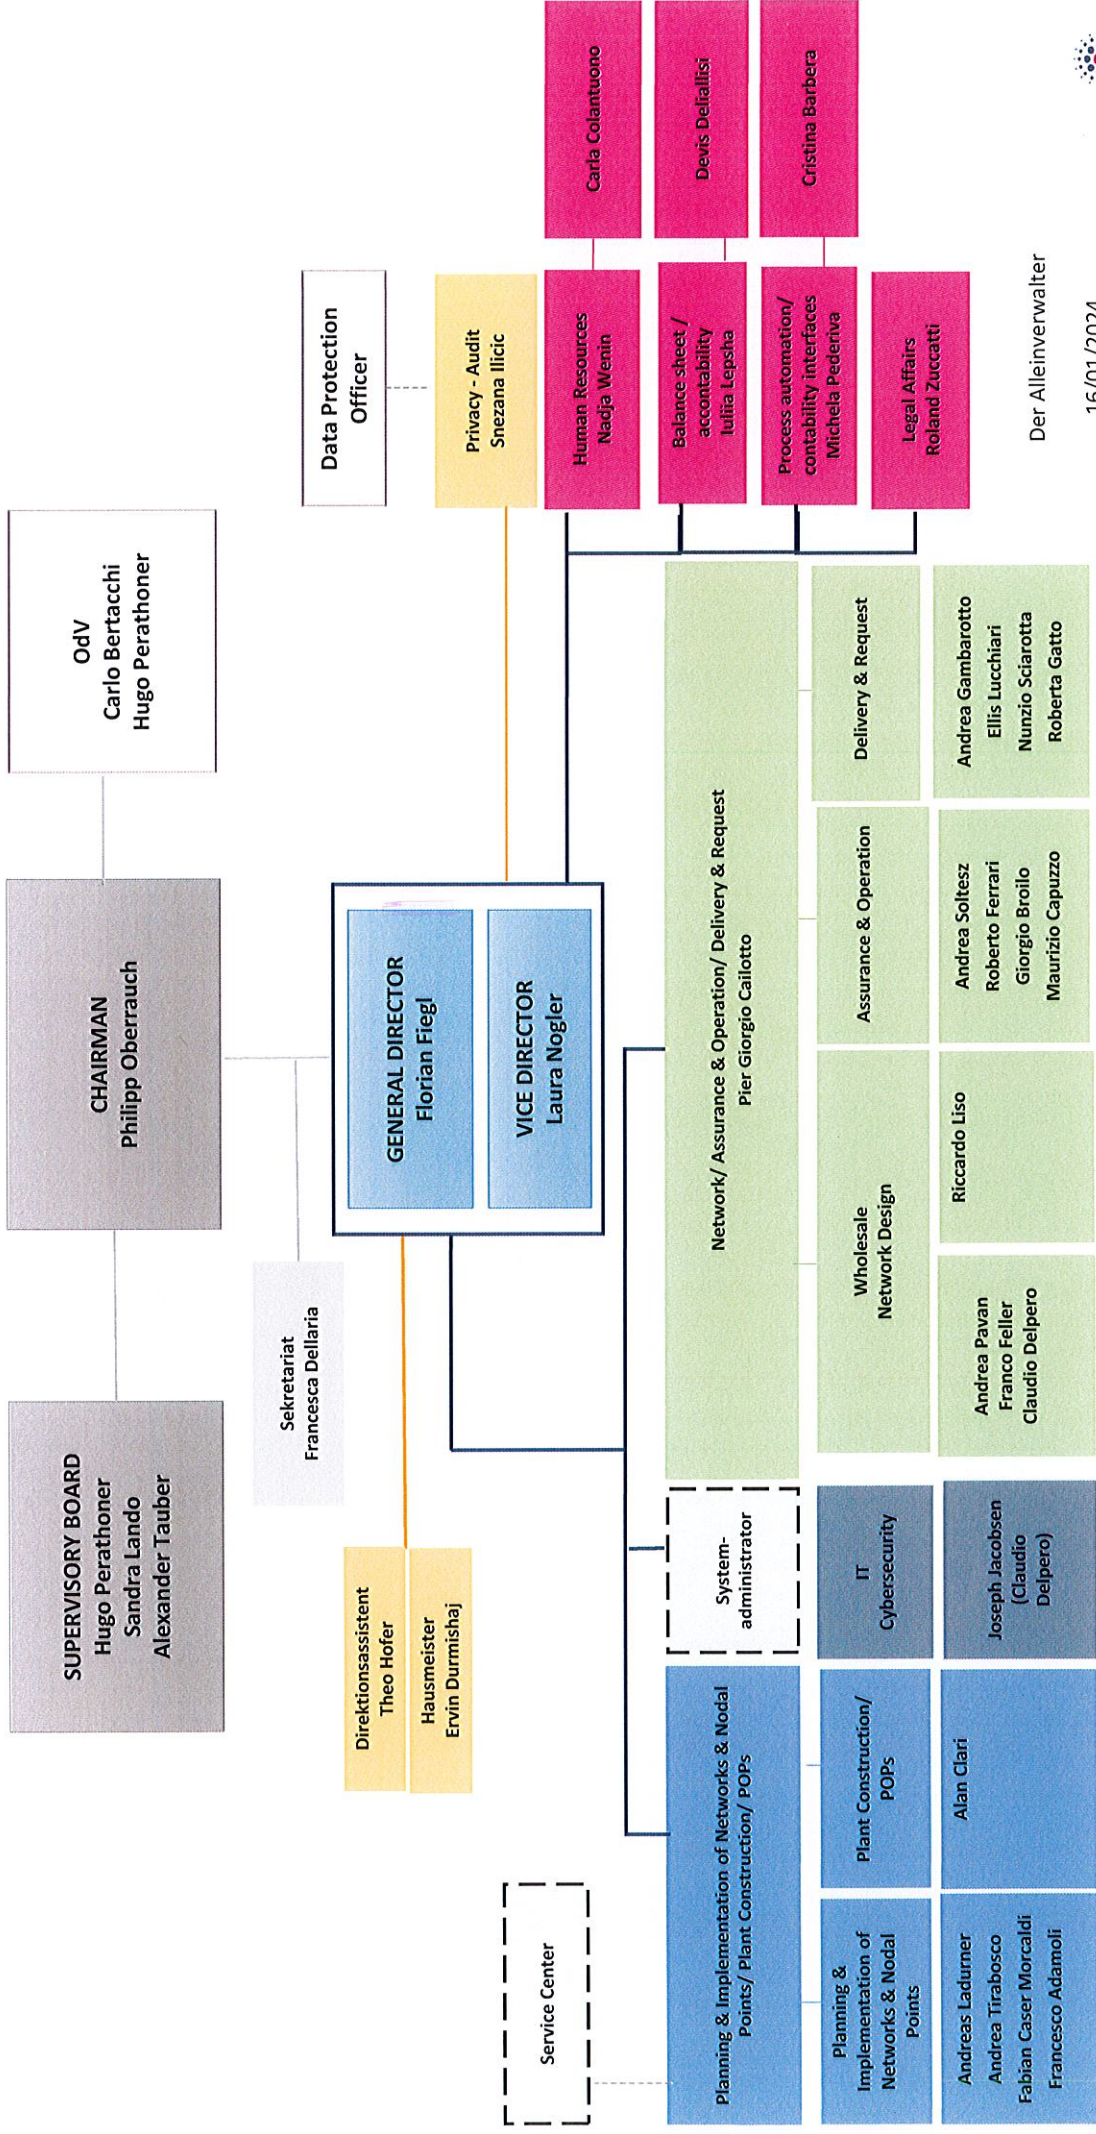 SUPERVISORY BOARD
Hugo Perathoner
Sandra Lando
Alexander Tauber
CHAIRMAN
Philipp Oberrauch
OdV
Carlo Bertacchi
Hugo Perathoner
Sekretariat
Francesca Dellaria
Data Protection
Officer
Direktionsassistent
Theo Hofer
Hausmeister
Ervin Durmishaj
GENERAL DIRECTOR
Florian Fiegl
VICE DIRECTOR
Laura Nogler
Privacy - Audit
Snezana Ilicic
Service Center
Human Resources
Nadja Wenin
Carla Colantuono
Balance sheet /
accontability
Iuliia Lepsha
Devis Deliallisi
Process automation/
contability interfaces
Michela Pederiva
Cristina Barbera
Legal Affairs
Roland Zuccatti
Planning & Implementation of Networks & Nodal
Points/ Plant Construction/ POPs
System-
administrator
Network/ Assurance & Operation/ Delivery & Request
Pier Giorgio Cailotto
Planning &
Implementation of
Networks & Nodal
Points
Plant Construction/
POPs
IT
Cybersecurity
Wholesale
Network Design
Assurance & Operation
Delivery & Request
Andreas Ladurner
Andrea Tirabosco
Fabian Caser Morcaldi
Francesco Adamoli
Alan Clari
Joseph Jacobsen
(Claudio
Delpero)
Andrea Pavan
Franco Feller
Claudio Delpero
Riccardo Liso
Andrea Soltesz
Roberto Ferrari
Giorgio Broilo
Maurizio Capuzzo
Andrea Gambarotto
Ellis Lucchiari
Nunzio Sciarotta
Roberta Gatto
Der Alleinverwalter
16/01/2024